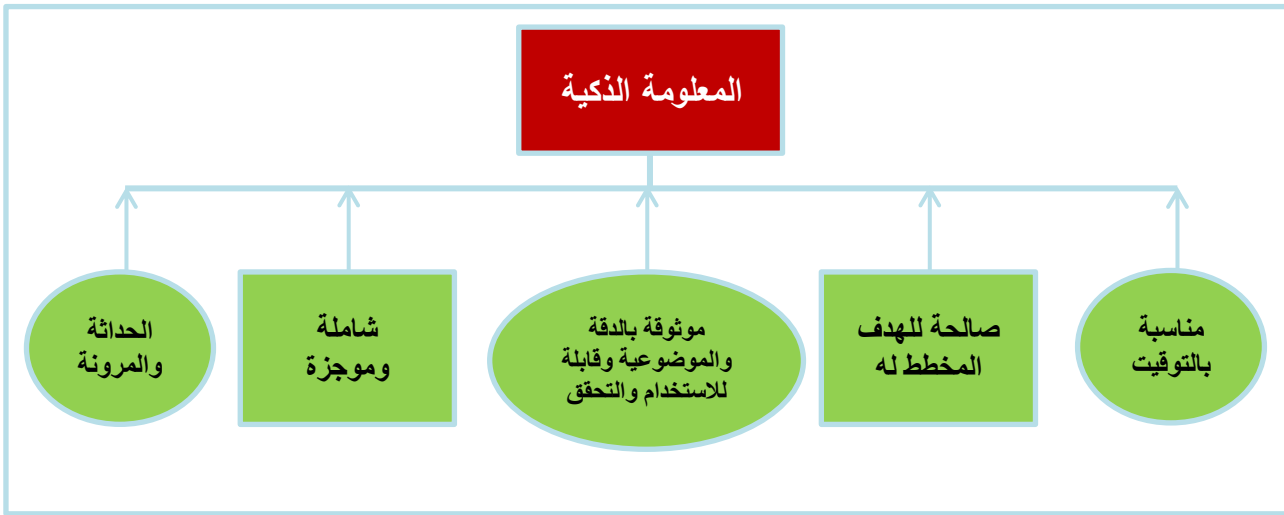 المعلومة الذكية
مناسبة
بالتوقيت
صالحة للهدف
المخطط له
موثوقة بالدقة
والموضوعية وقابلة
للاستخدام والتحقق
شاملة
وموجزة
الحداثة
والمرونة